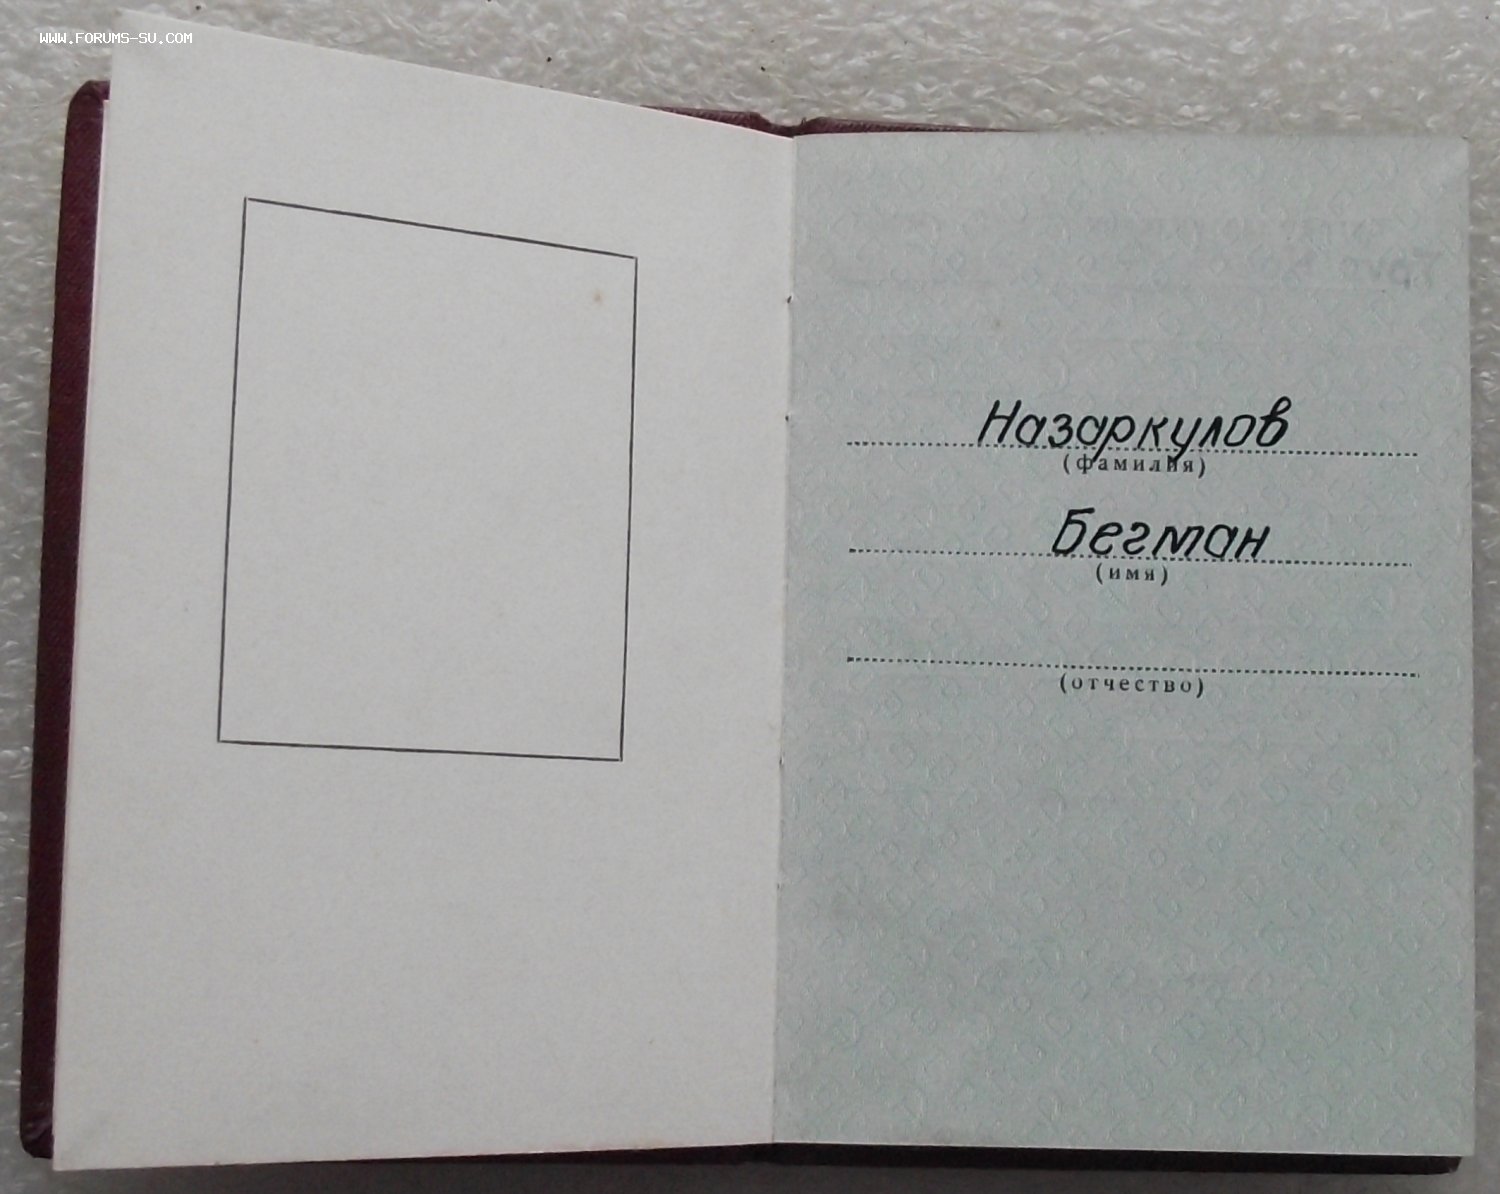 WWW.FORUMS-SU.COM
Назаркулов
(фамилия)
Бегман
(имя)
(отчество)